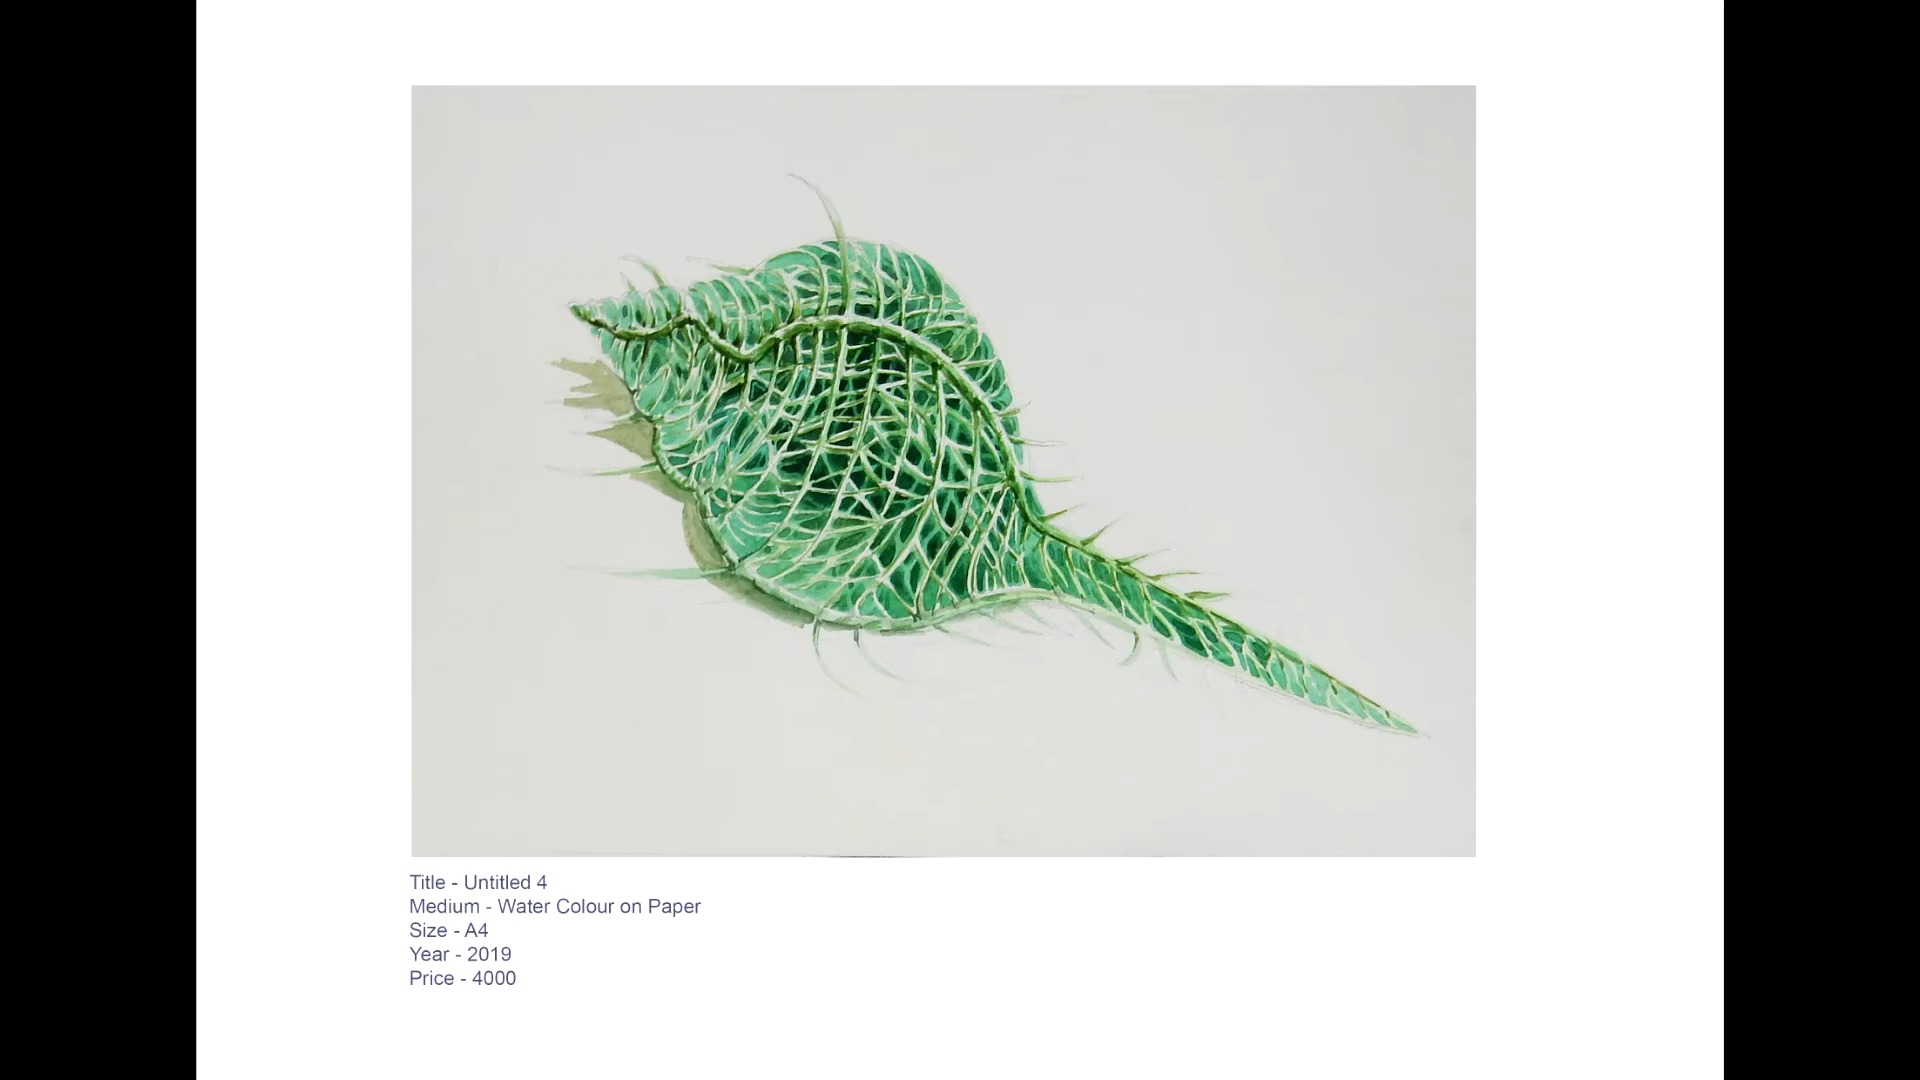 Title - Untitled 4
Medium - Water Colour on Paper
Size - A4
Year - 2019
Price - 4000